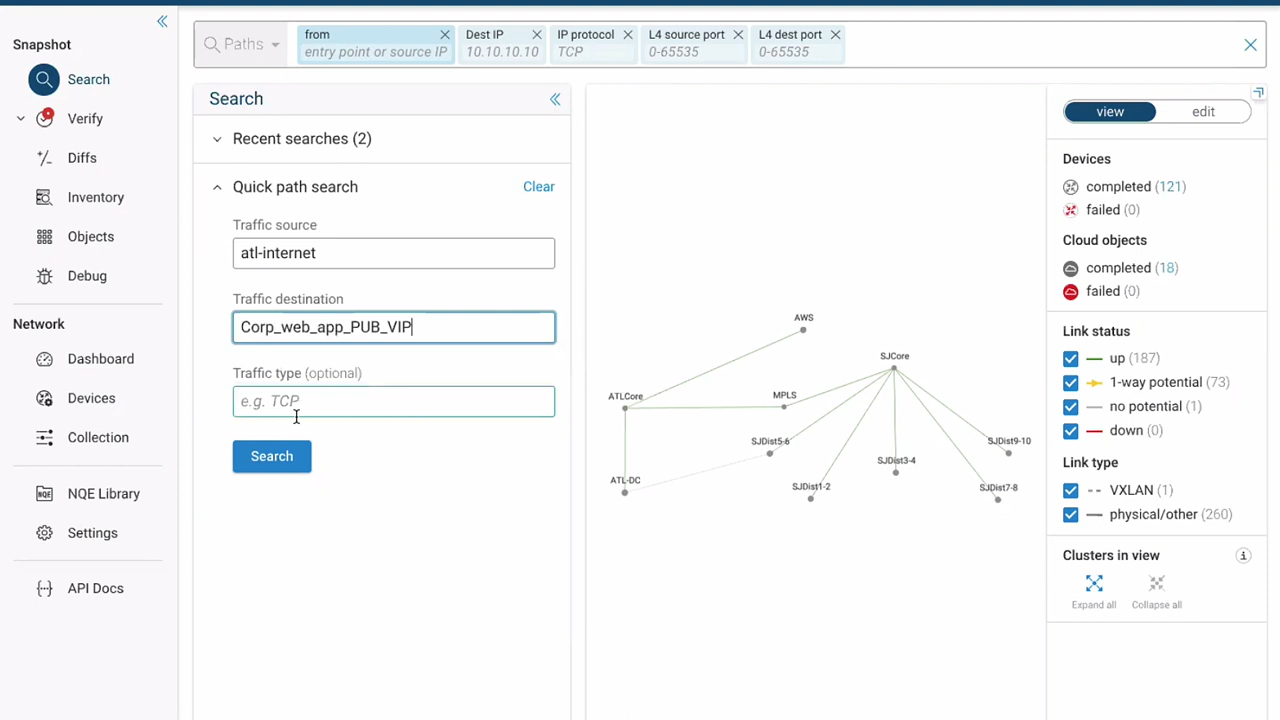 Snapshot
Search
Verify
Diffs
Inventory
Objects
Debug
Network
Dashboard
Devices
Collection
NQE Library
Settings
API Docs
Paths
from
entry point or source IP
Dest IP
10.10.10.10
IP protocol
TCP
L4 source port
0-65535
L4 dest port
0-65535
Search
Recent searches (2)
Quick path search
Clear
Traffic source
atl-internet
Traffic destination
Corp_web_app_PUB_VIP
Traffic type (optional)
e.g. TCP
Search
AWS
SJCore
ATLCore
MPLS
SJDist5-6
SJDist9-10
SJDist3-4
ATL-DC
SJDist1-2
SJDist7-8
view
edit
Devices
completed (121)
failed (0)
Cloud objects
completed (18)
failed (0)
Link status
up (187)
1-way potential (73)
no potential (1)
down (0)
Link type
VXLAN (1)
physical/other (260)
Clusters in view
Expand all
Collapse all